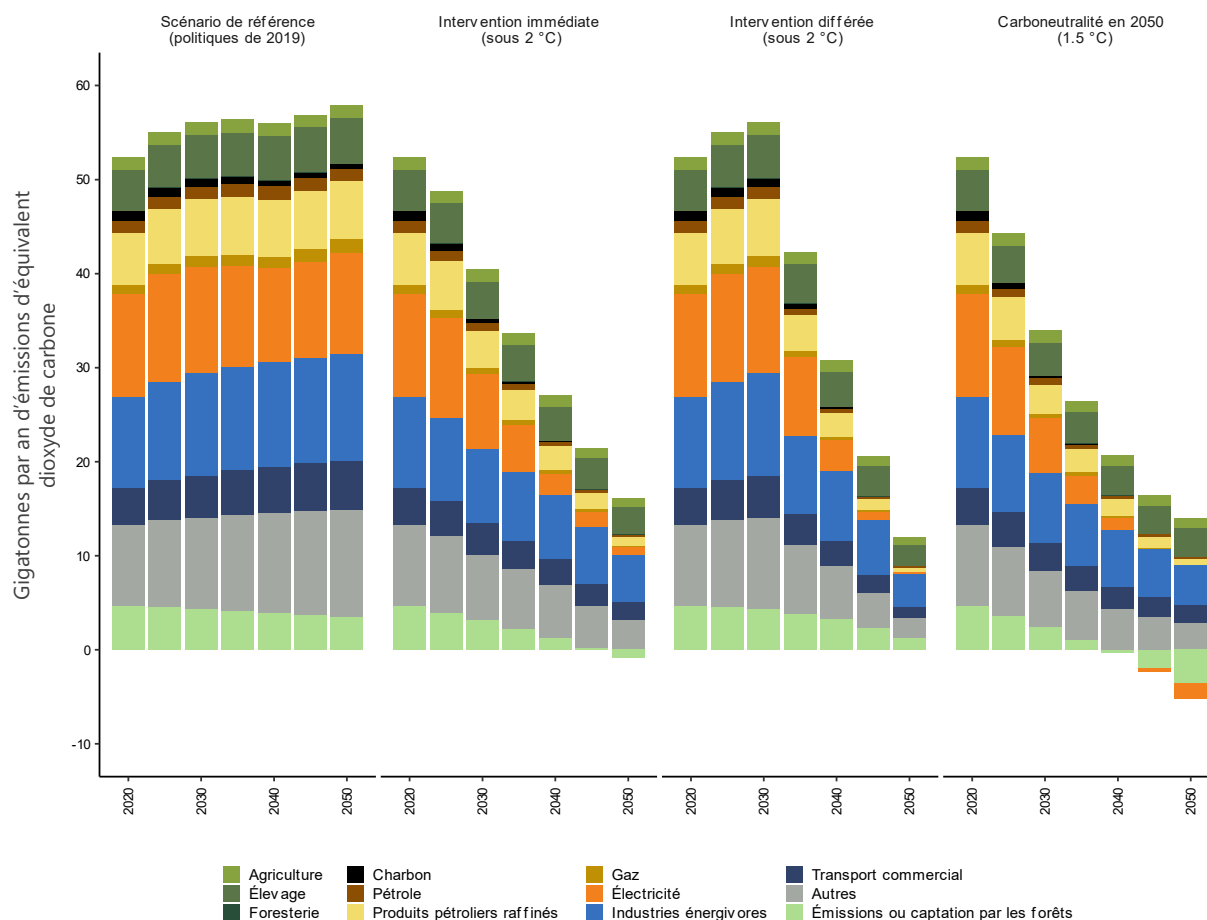 Scénario de référence
(politiques de 2019)
Intervention immédiate
(sous 2 °C)
Intervention différée
(sous 2 °C)
Carboneutralité en 2050
(1.5 °C)
Gigatonnes par an d'émissions d'équivalent
dioxyde de carbone
60
50
40
30
20
10
0
-10
2020
2030
2040
2050
2020
2030
2040
2050
2020
2030
2040
2050
2020
2030
2040
2050
Agriculture
Élevage
Foresterie
Charbon
Pétrole
Produits pétroliers raffinés
Gaz
Électricité
Industries énergivores
Transport commercial
Autres
Émissions ou captation par les forêts